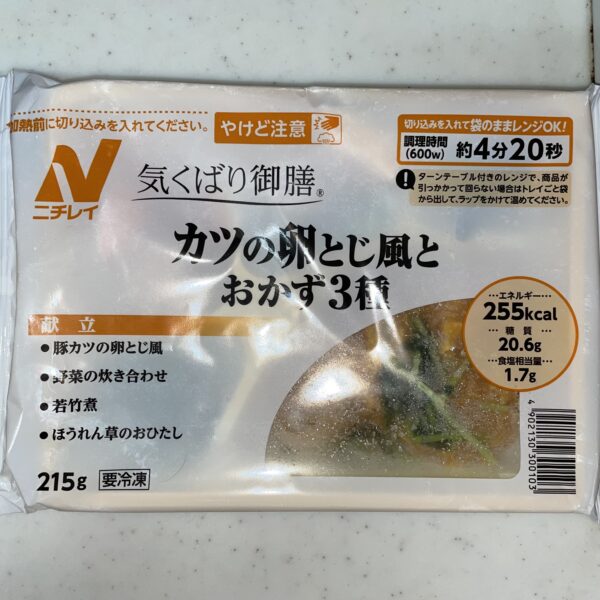 加熱前に切り込みを入れてください。
やけど注意
切り込みを入れて袋のままレンジOK!
調理時間
(600w)
約4分20秒
ターンテーブル付きのレンジで、商品が
引っかかって回らない場合はトレイごと袋
から出して、ラップをかけて温めてください。
ニチレイ
気くばり御膳®
カツの卵とじ風と
おかず3種
献立
●豚カツの卵とじ風
●野菜の炊き合わせ
●若竹煮
●ほうれん草のおひたし
215g 要冷凍
エネルギー
255kcal
糖質
20.6g
食塩相当量
1.7g
4902130300103